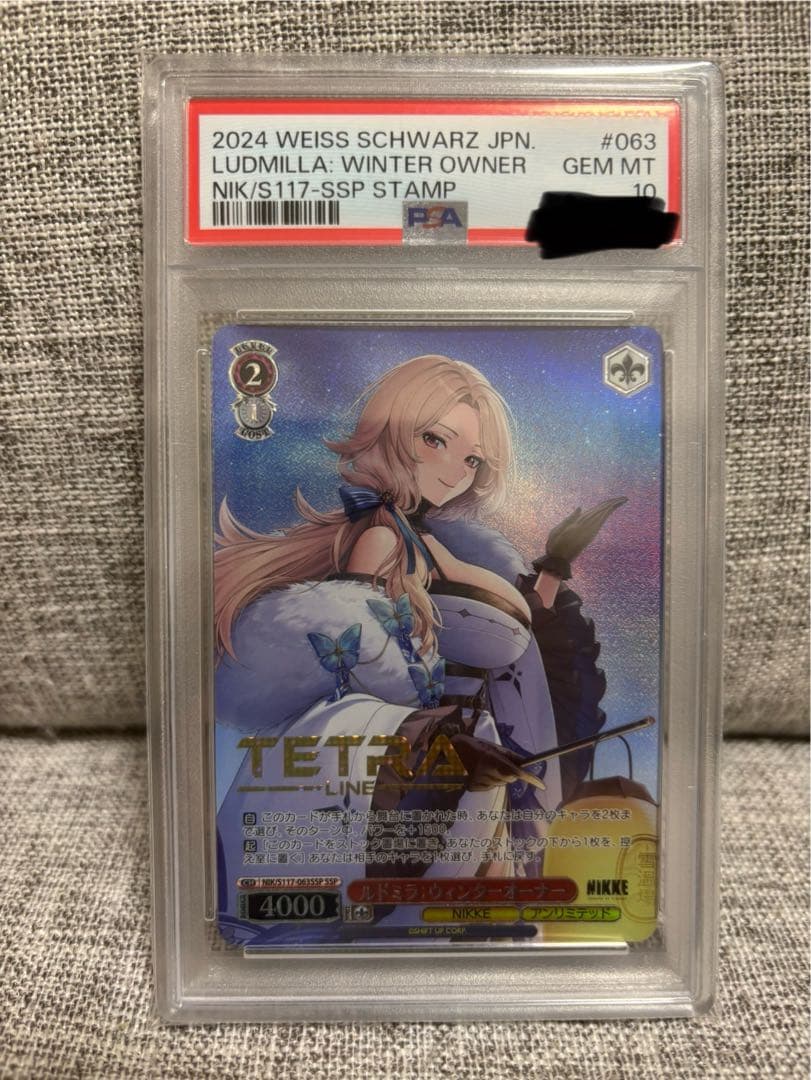 2024 WEISS SCHWARZ JPN. #063
LUDMILLA: WINTER OWNER GEM MT
NIK/S117-SSP STAMP 10
PSA
2
1
COST
TETRA
LINE
自 このカードが手札から舞台に置かれた時、あなたは自分のキャラを2枚ま
で選び、そのターン中、パワーを+1500。
起 [このカードをストック置場に置き、あなたのストックの下から1枚を、控
え室に置く] あなたは相手のキャラを1枚選び、手札に戻す。
NIK/S117-063SSP SSP
ルドミラ:ウィンターオーナー
NIKKE
4000
NIKKE
アンリミテッド
©SHIFT UP CORP.